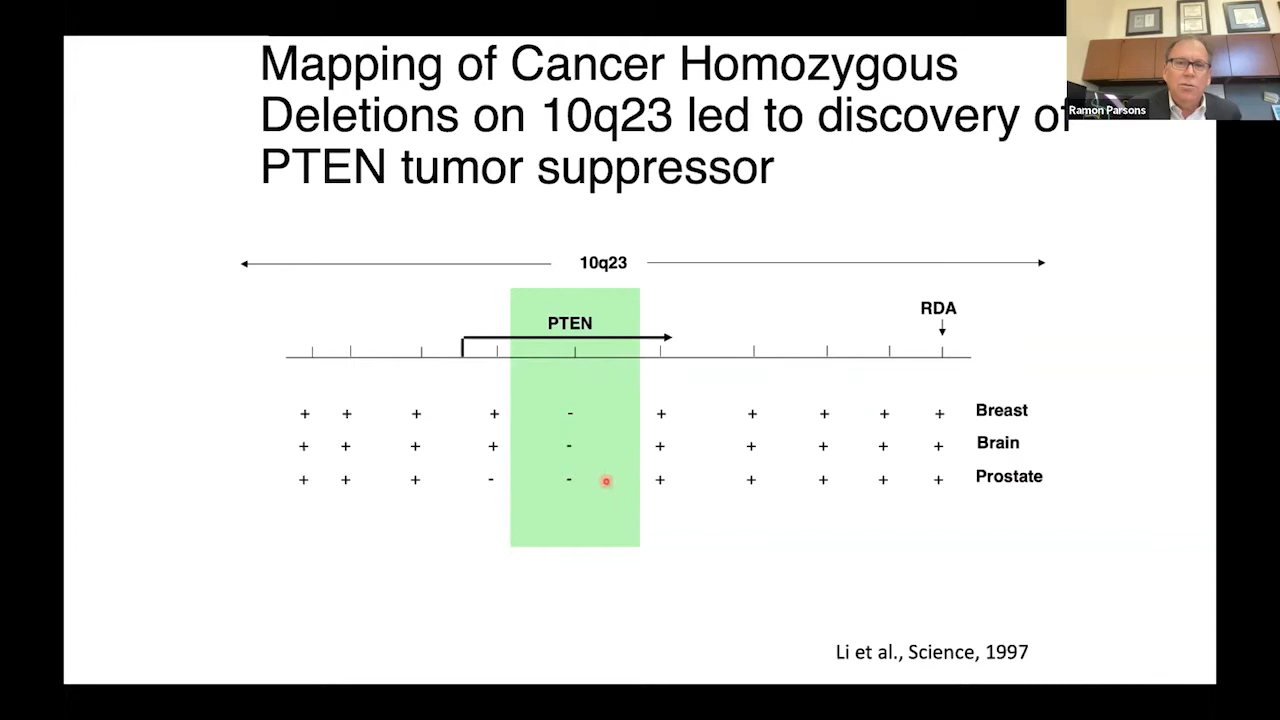 Mapping of Cancer Homozygous
Deletions on 10q23 led to discovery of
PTEN tumor suppressor
Ramon Parsons
10q23
PTEN
RDA
+ + + + - + + + + + Breast
+ + + + - + + + + + Brain
+ + + - - + + + + + Prostate
Li et al., Science, 1997